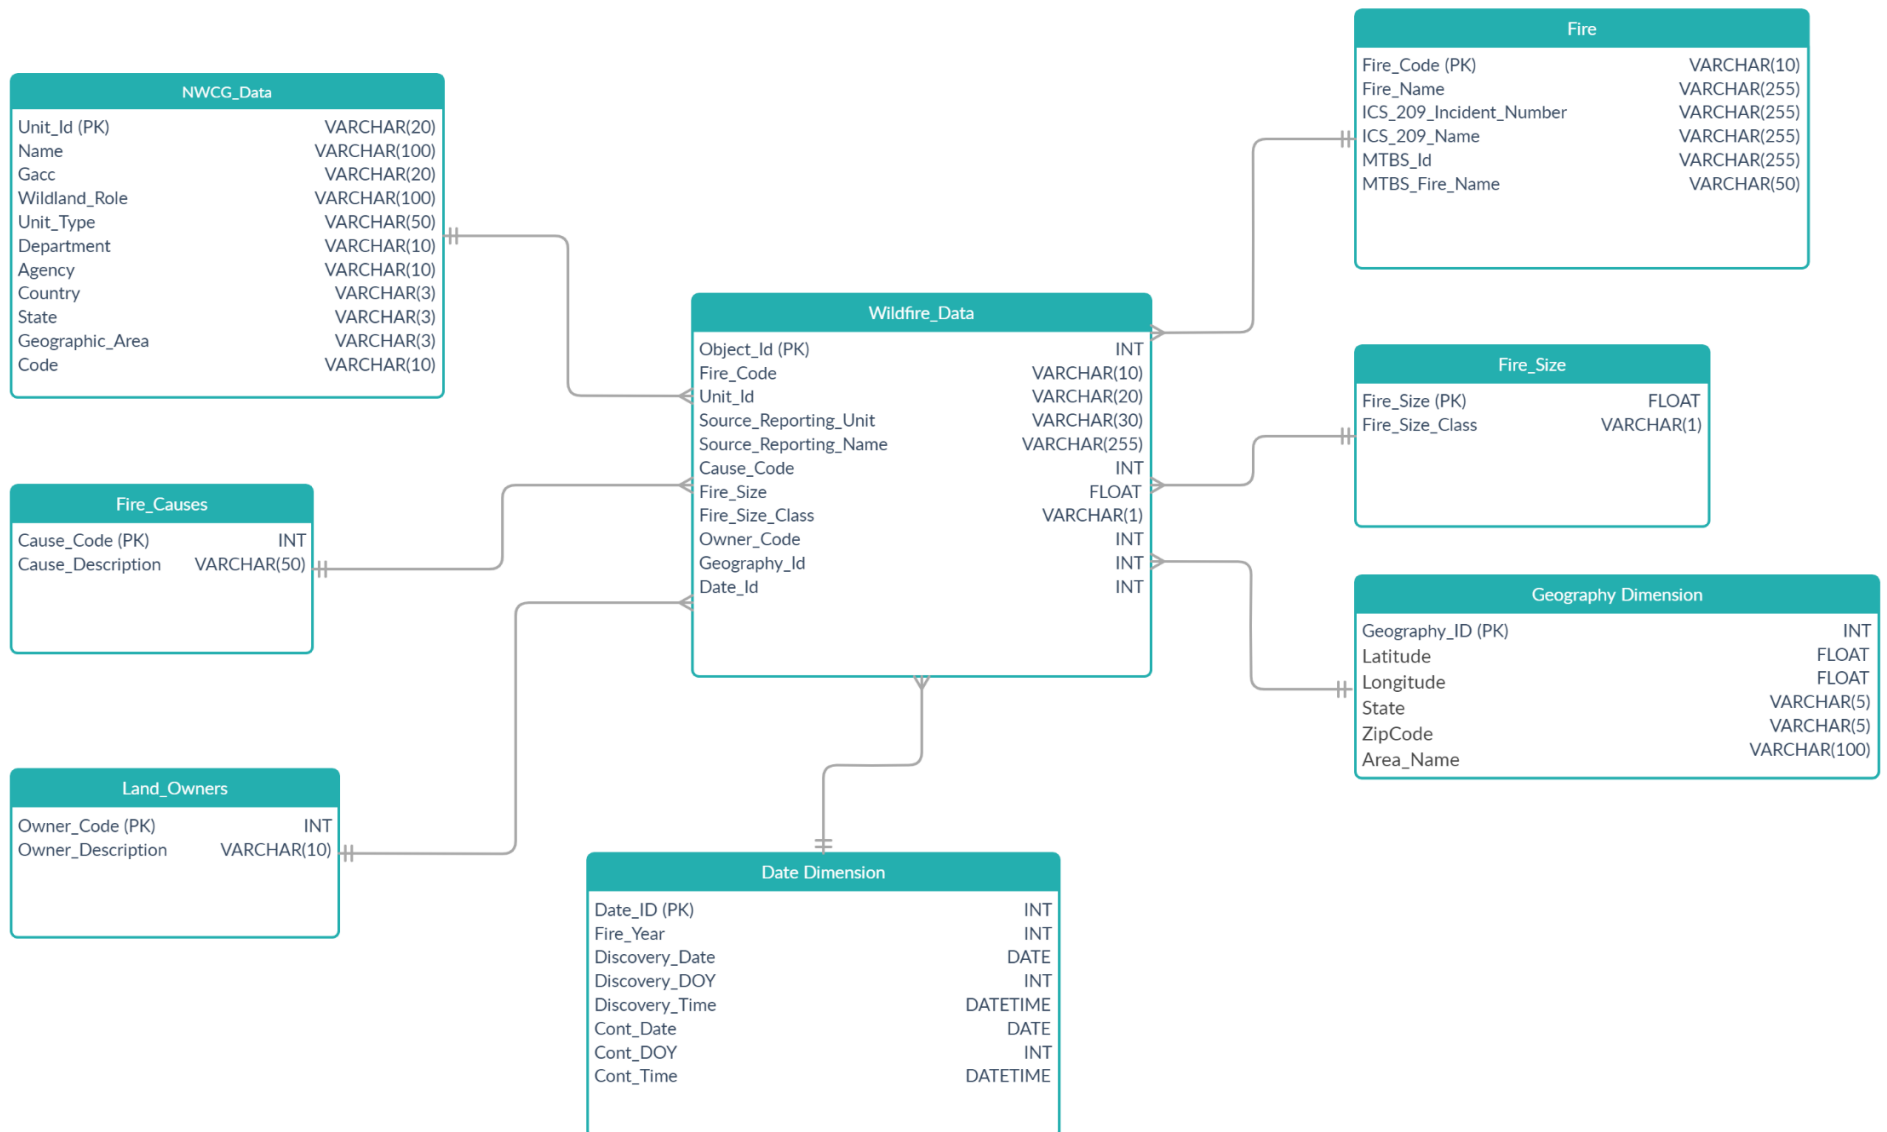 NWCG_Data
Unit_Id (PK) VARCHAR(20)
Name VARCHAR(100)
Gacc VARCHAR(20)
Wildland_Role VARCHAR(100)
Unit_Type VARCHAR(50)
Department VARCHAR(10)
Agency VARCHAR(10)
Country VARCHAR(3)
State VARCHAR(3)
Geographic_Area VARCHAR(3)
Code VARCHAR(10)
Fire_Causes
Cause_Code (PK) INT
Cause_Description VARCHAR(50)
Land_Owners
Owner_Code (PK) INT
Owner_Description VARCHAR(10)
Wildfire_Data
Object_Id (PK) INT
Fire_Code VARCHAR(10)
Unit_Id VARCHAR(20)
Source_Reporting_Unit VARCHAR(30)
Source_Reporting_Name VARCHAR(255)
Cause_Code INT
Fire_Size FLOAT
Fire_Size_Class VARCHAR(1)
Owner_Code INT
Geography_Id INT
Date_Id INT
Date Dimension
Date_ID (PK) INT
Fire_Year INT
Discovery_Date DATE
Discovery_DOY INT
Discovery_Time DATETIME
Cont_Date DATE
Cont_DOY INT
Cont_Time DATETIME
Fire
Fire_Code (PK) VARCHAR(10)
Fire_Name VARCHAR(255)
ICS_209_Incident_Number VARCHAR(255)
ICS_209_Name VARCHAR(255)
MTBS_Id VARCHAR(255)
MTBS_Fire_Name VARCHAR(50)
Fire_Size
Fire_Size (PK) FLOAT
Fire_Size_Class VARCHAR(1)
Geography Dimension
Geography_ID (PK) INT
Latitude FLOAT
Longitude FLOAT
State VARCHAR(5)
ZipCode VARCHAR(5)
Area_Name VARCHAR(100)